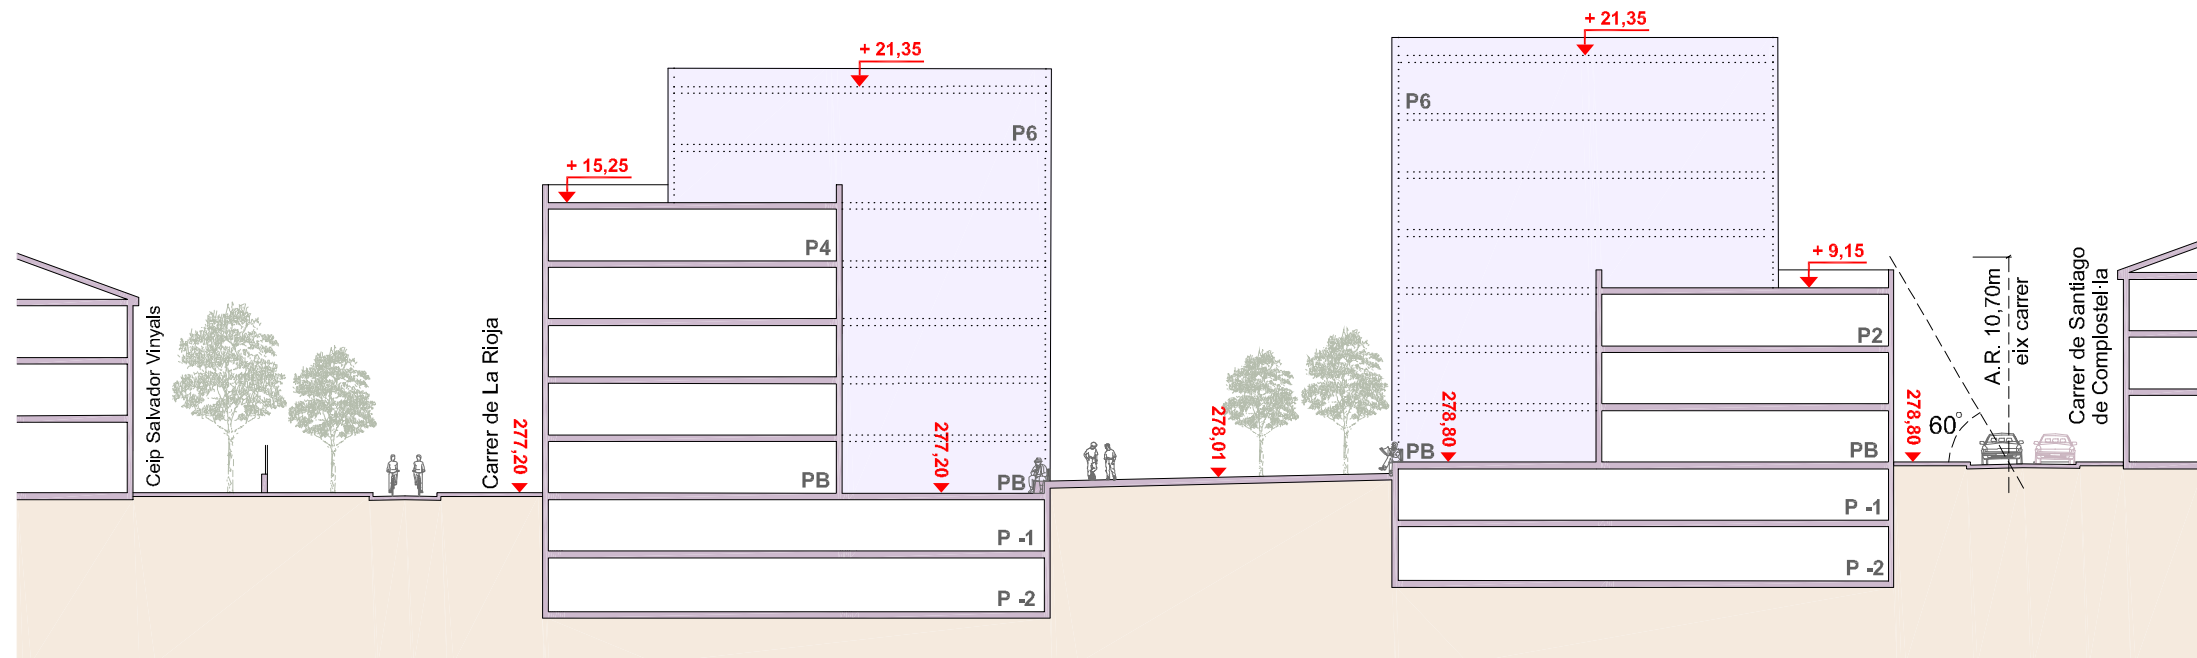 + 21,35
+ 21,35
P6
P6
+ 15,25
P4
+ 9,15
P2
Ceip Salvador Vinyals
Carrer de La Rioja
277,20
277,20
278,01
278,80
278,80
60°
A.R. 10,70m
eix carrer
Carrer de Santiago
de Complostel·la
PB
PB
PB
PB
P -1
P -2
P -1
P -2